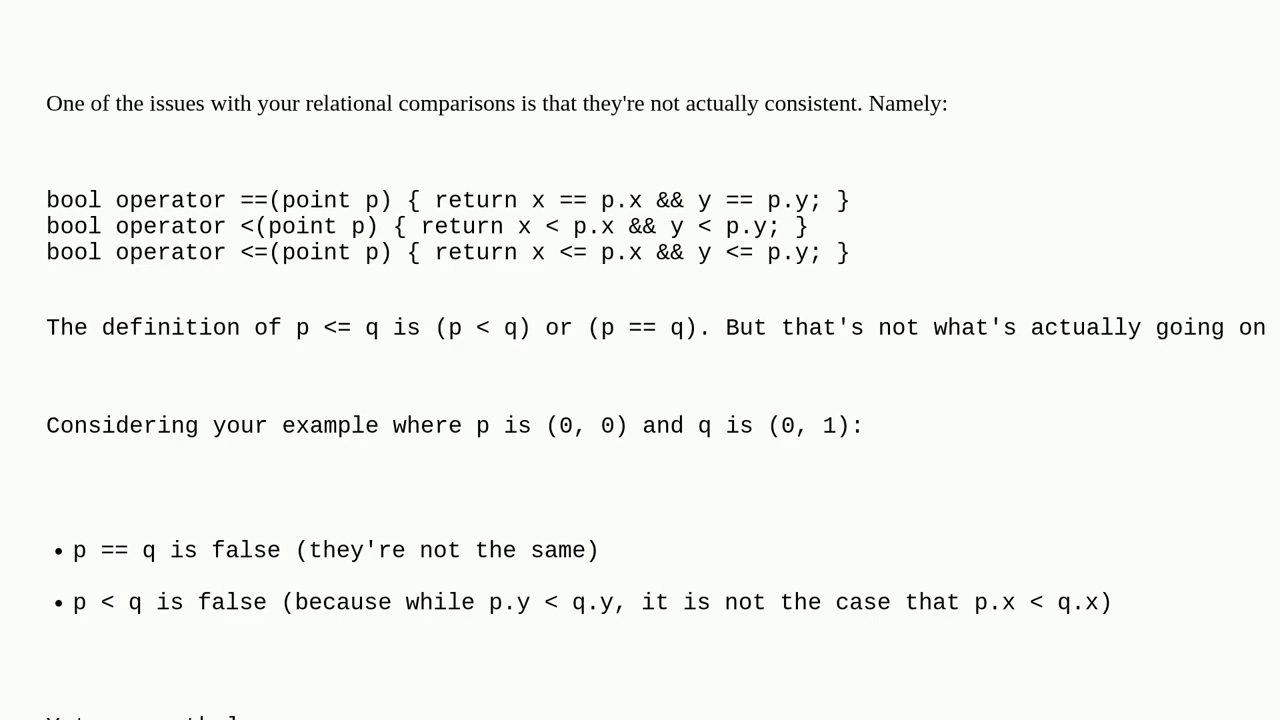 One of the issues with your relational comparisons is that they're not actually consistent. Namely:
bool operator ==(point p) { return x == p.x && y == p.y; }
bool operator <(point p) { return x < p.x && y < p.y; }
bool operator <=(point p) { return x <= p.x && y <= p.y; }
The definition of p <= q is (p < q) or (p == q). But that's not what's actually going on
Considering your example where p is (0, 0) and q is (0, 1):
• p == q is false (they're not the same)
• p < q is false (because while p.y < q.y, it is not the case that p.x < q.x)